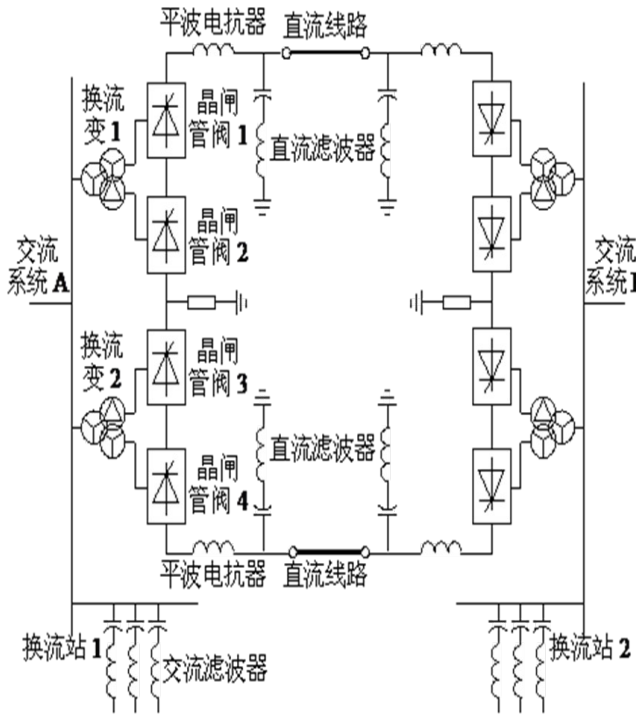 平波电抗器
直流线路
换流
变1
晶闸
管阀1
直流滤波器
晶闸
管阀2
交流
系统A
交流
系统
换流
变2
晶闸
管阀3
直流滤波器
晶闸
管阀4
平波电抗器
直流线路
换流站1
交流滤波器
换流站2